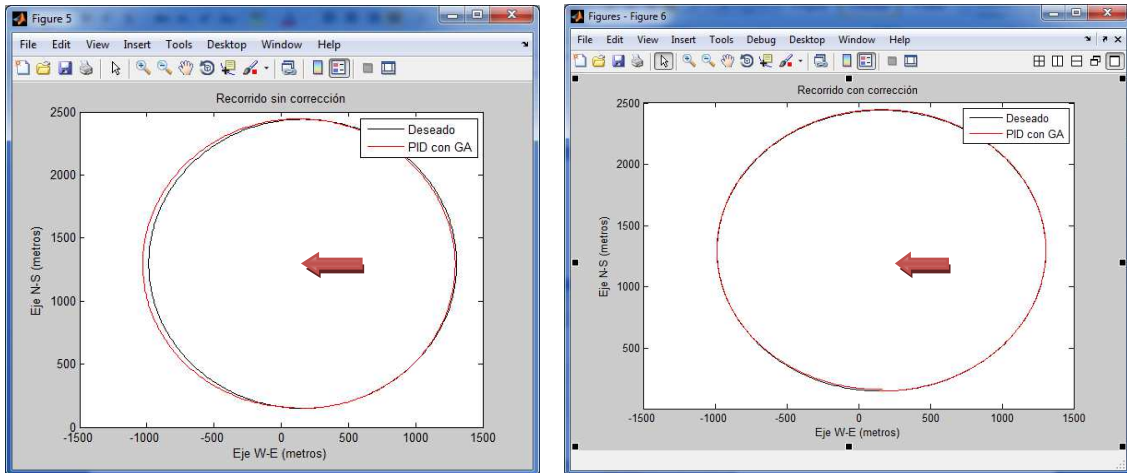 Figure 5
File Edit View Insert Tools Desktop Window Help
Recorrido sin corrección
Deseado
PID con GA
2500
2000
1500
1000
500
0
Eje N-S (metros)
-1500 -1000 -500 0 500 1000 1500
Eje W-E (metros)
Figures - Figure 6
File Edit View Insert Tools Debug Desktop Window Help
Recorrido con corrección
Deseado
PID con GA
2500
2000
1500
1000
500
Eje N-S (metros)
-1500 -1000 -500 0 500 1000 1500
Eje W-E (metros)